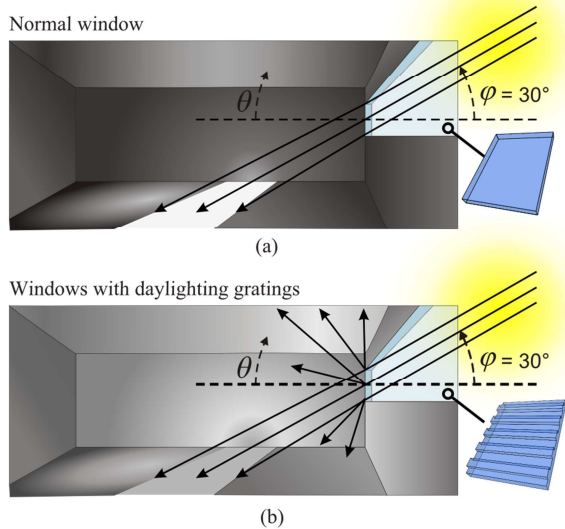 Normal window
θ
φ = 30°
(a)
Windows with daylighting gratings
θ
φ = 30°
(b)